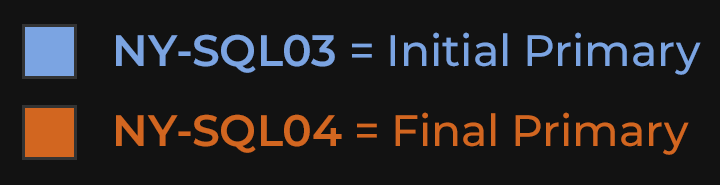 NY-SQL03 = Initial Primary
NY-SQL04 = Final Primary